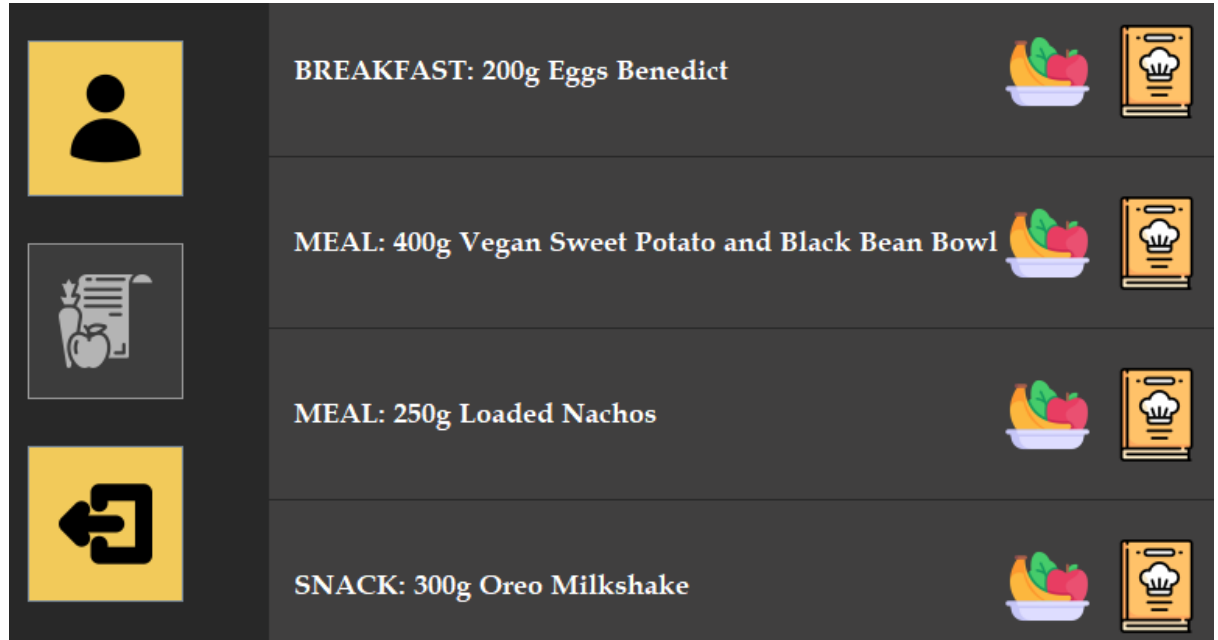 BREAKFAST: 200g Eggs Benedict
MEAL: 400g Vegan Sweet Potato and Black Bean Bowl
MEAL: 250g Loaded Nachos
SNACK: 300g Oreo Milkshake